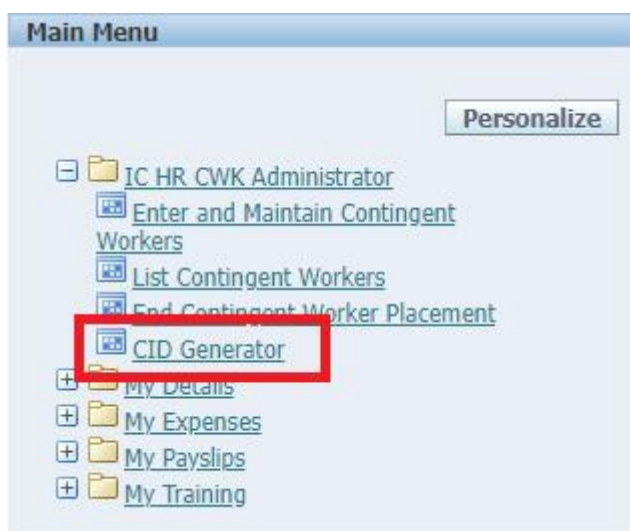 Main Menu
Personalize
IC HR CWK Administrator
Enter and Maintain Contingent
Workers
List Contingent Workers
End Contingent Worker Placement
CID Generator
My Details
My Expenses
My Payslips
My Training